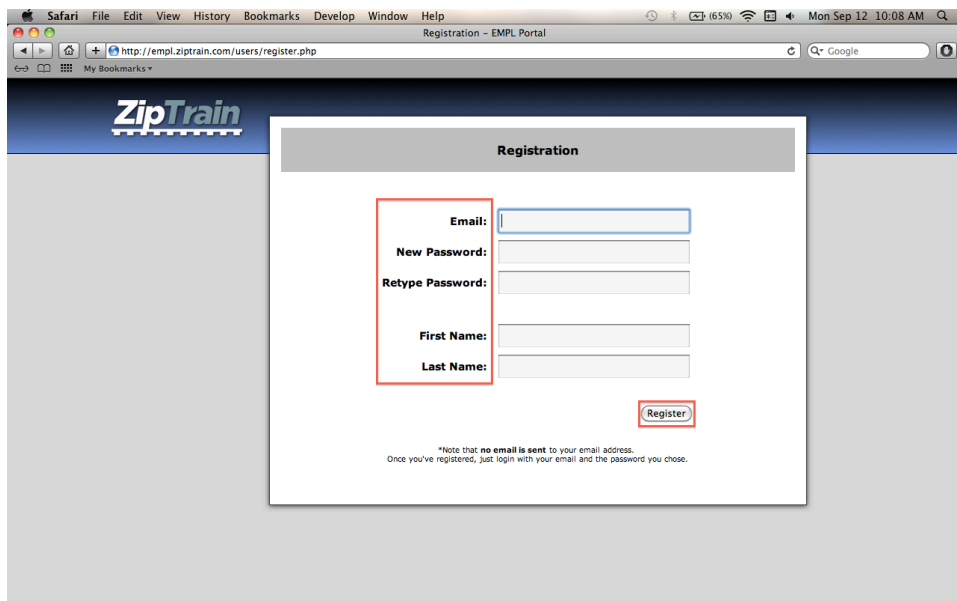 Safari File Edit View History Bookmarks Develop Window Help (65%) Mon Sep 12 10:08 AM
Registration – EMPL Portal
http://empl.ziptrain.com/users/register.php Google
My Bookmarks
ZipTrain
Registration
Email:
New Password:
Retype Password:
First Name:
Last Name:
Register
*Note that no email is sent to your email address.
Once you've registered, just login with your email and the password you chose.